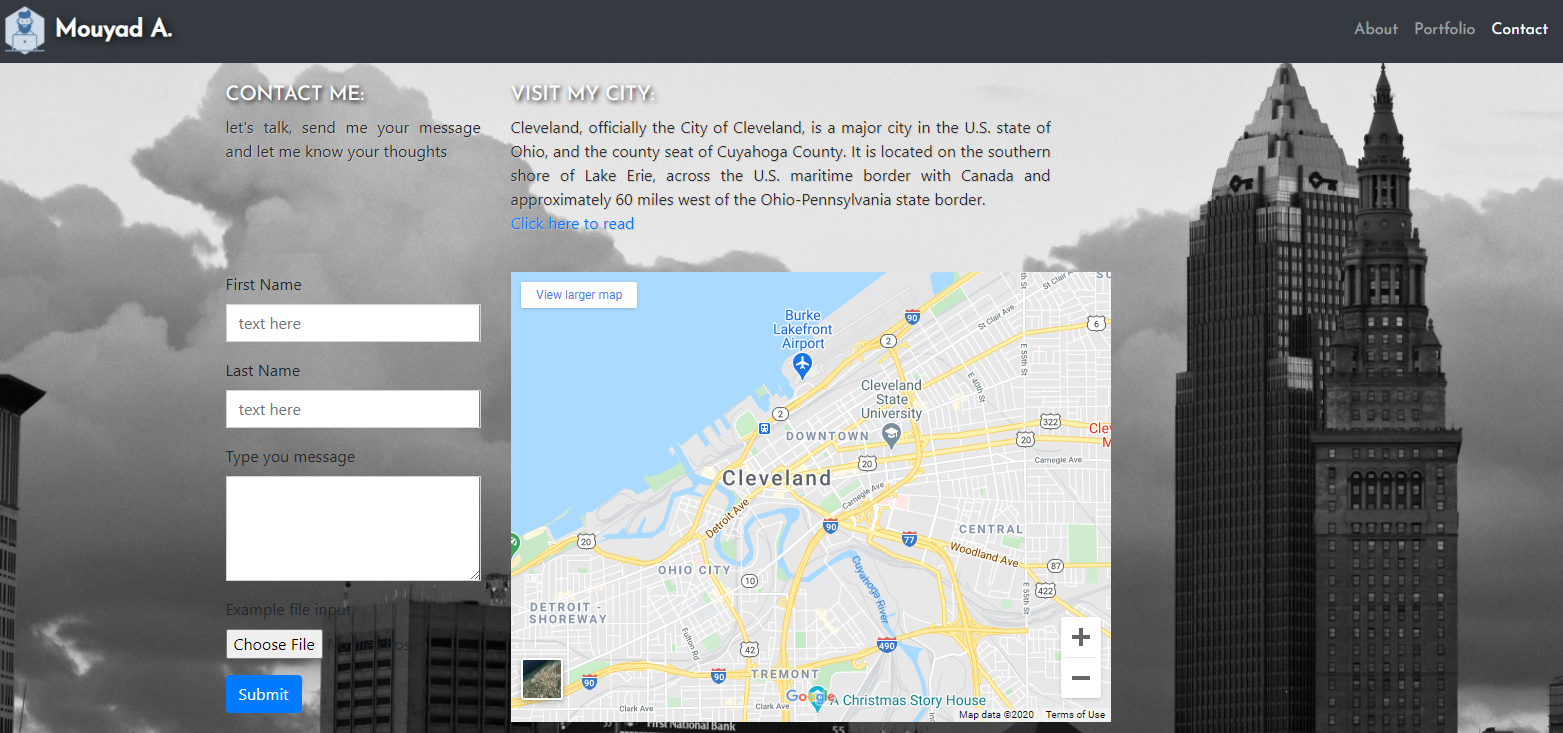 Mouyad A.
About Portfolio Contact
CONTACT ME:
let's talk, send me your message
and let me know your thoughts
VISIT MY CITY:
Cleveland, officially the City of Cleveland, is a major city in the U.S. state of
Ohio, and the county seat of Cuyahoga County. It is located on the southern
shore of Lake Erie, across the U.S. maritime border with Canada and
approximately 60 miles west of the Ohio-Pennsylvania state border.
Click here to read
First Name
text here
Last Name
text here
Type you message
Example file input
Choose File
Submit
View larger map
Burke
Lakefront
Airport
90
2
St Clair Ave
St Clair Ave
6
E 55th St
E 40th St
Cleveland
State
University
2
DOWNTOWN
322
20
20
Carnegie Ave
Cleveland
Carnegie Ave
Detroit Ave
90
77
CENTRAL
Woodland Ave
20
OHIO CITY
10
87
422
E 55th St
Cuyahoga River
DETROIT -
SHOREWAY
Fulton Rd
42
490
90
90
TREMONT
Google
A Christmas Story House
Clark Ave
Clark Ave
Map data ©2020 Terms of Use
First National Bank
55